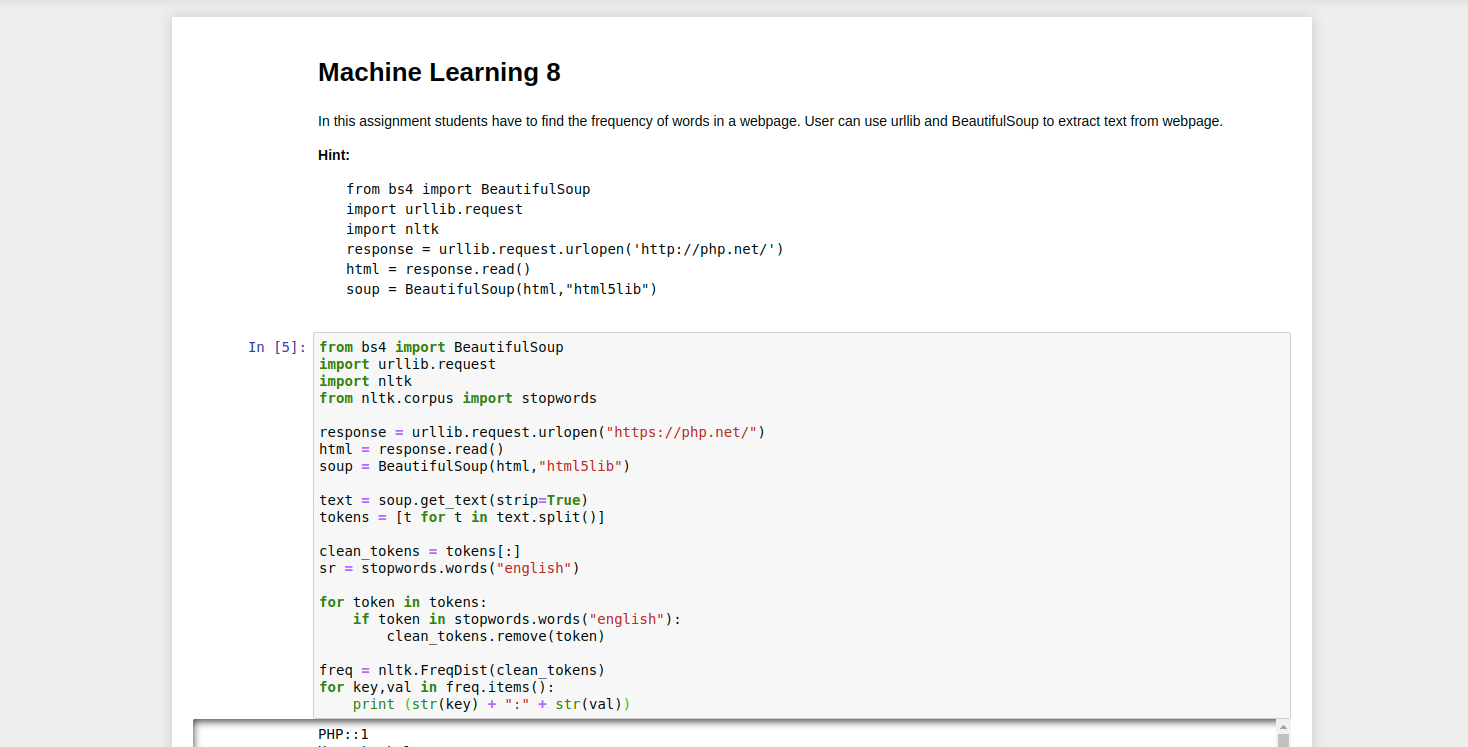 Machine Learning 8
In this assignment students have to find the frequency of words in a webpage. User can use urllib and BeautifulSoup to extract text from webpage.
Hint:
from bs4 import BeautifulSoup
import urllib.request
import nltk
response = urllib.request.urlopen('http://php.net/')
html = response.read()
soup = BeautifulSoup(html,"html5lib")
In [5]:
from bs4 import BeautifulSoup
import urllib.request
import nltk
from nltk.corpus import stopwords
response = urllib.request.urlopen("https://php.net/")
html = response.read()
soup = BeautifulSoup(html,"html5lib")
text = soup.get_text(strip=True)
tokens = [t for t in text.split()]
clean_tokens = tokens[:]
sr = stopwords.words("english")
for token in tokens:
    if token in stopwords.words("english"):
        clean_tokens.remove(token)
freq = nltk.FreqDist(clean_tokens)
for key,val in freq.items():
    print (str(key) + ":" + str(val))
PHP::1